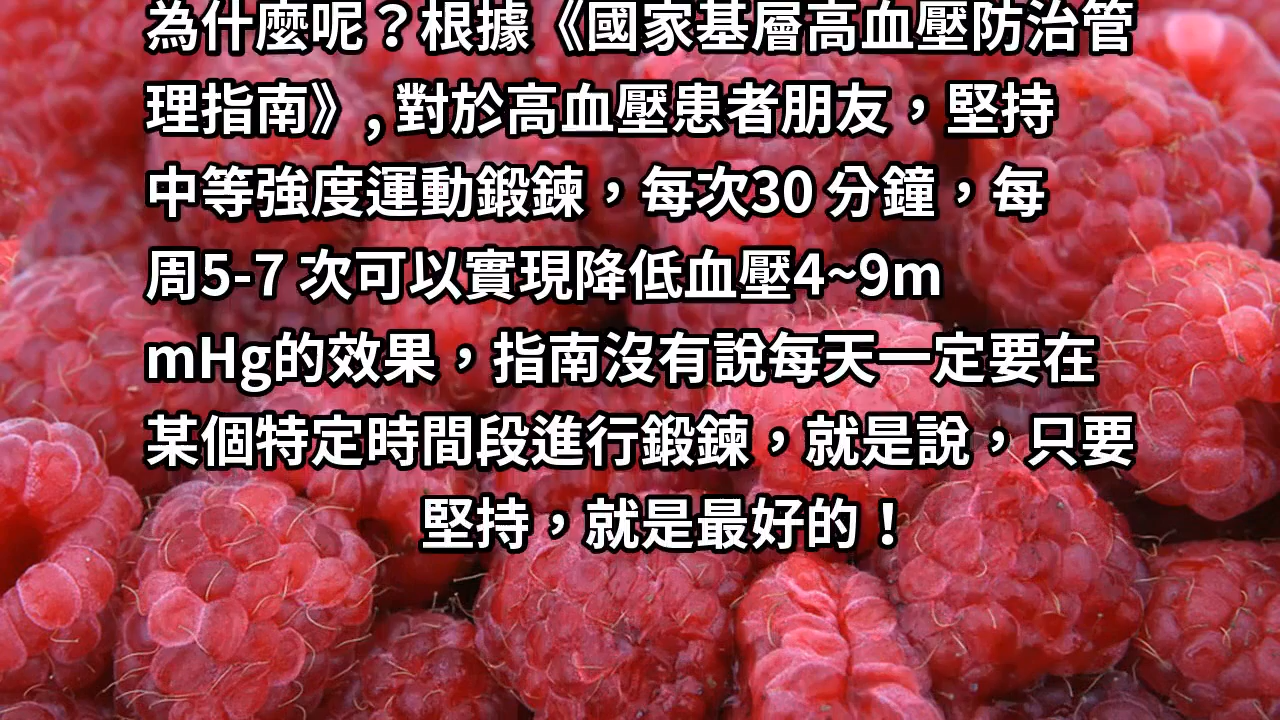 為什麼呢？根據《國家基層高血壓防治管
理指南》, 對於高血壓患者朋友，堅持
中等強度運動鍛鍊，每次30 分鐘，每
周5-7 次可以實現降低血壓4~9m
mHg的效果，指南沒有說每天一定要在
某個特定時間段進行鍛鍊，就是說，只要
堅持，就是最好的！